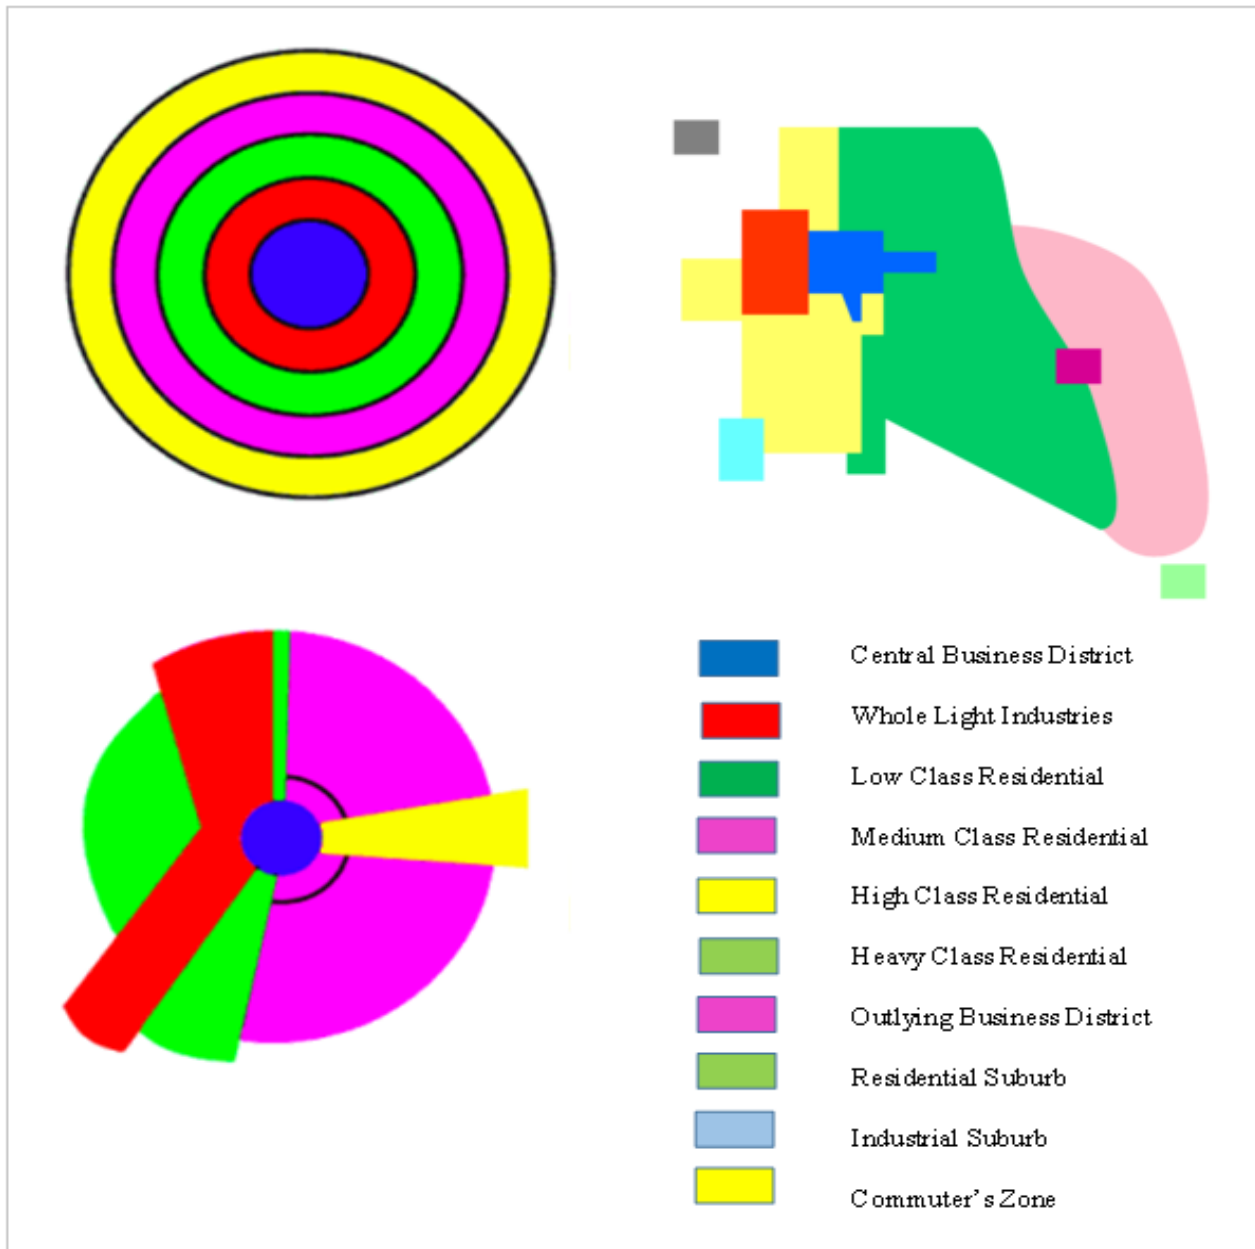 Central Business District
Whole Light Industries
Low Class Residential
Medium Class Residential
High Class Residential
Heavy Class Residential
Outlying Business District
Residential Suburb
Industrial Suburb
Commuter's Zone